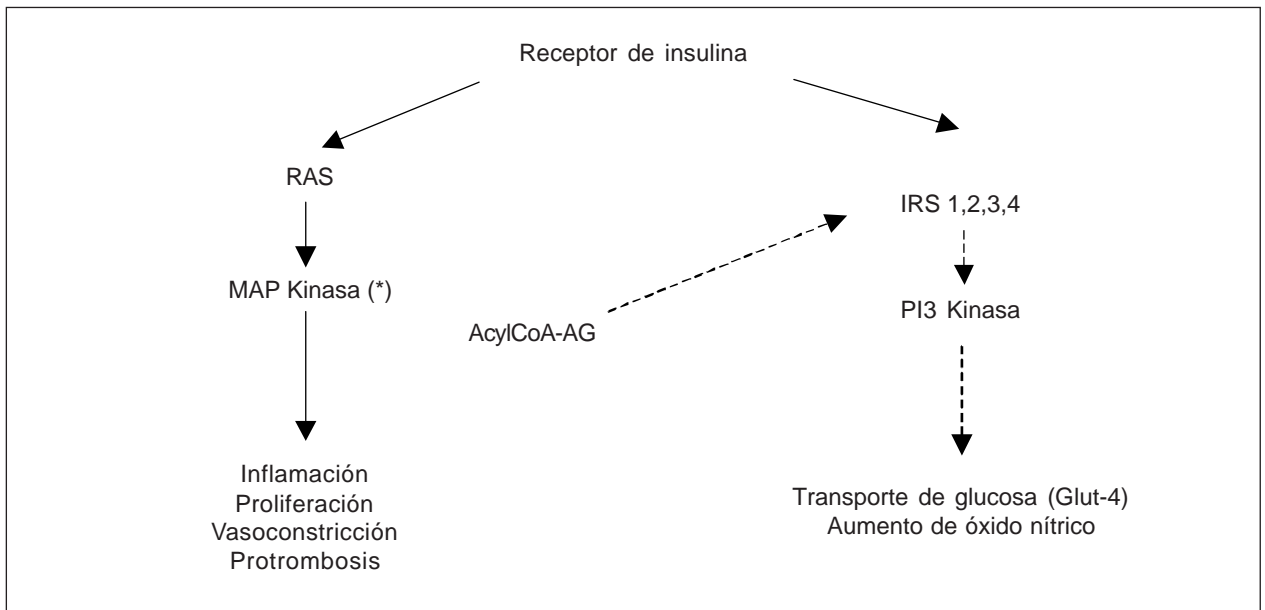 Receptor de insulina
RAS
IRS 1,2,3,4
MAP Kinasa (*)
PI3 Kinasa
AcylCoA-AG
Inflamación
Proliferación
Vasoconstricción
Protrombosis
Transporte de glucosa (Glut-4)
Aumento de óxido nítrico